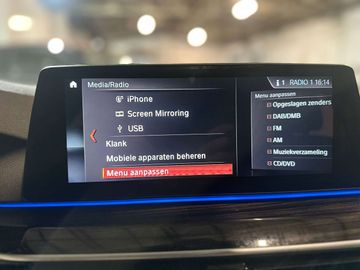 Media/Radio
i 1 RADIO 1 16:14
iPhone
Screen Mirroring
USB
Klank
Mobiele apparaten beheren
Menu aanpassen
Menu aanpassen
Opgeslagen zenders
DAB/DMB
FM
AM
Muziekverzameling
CD/DVD